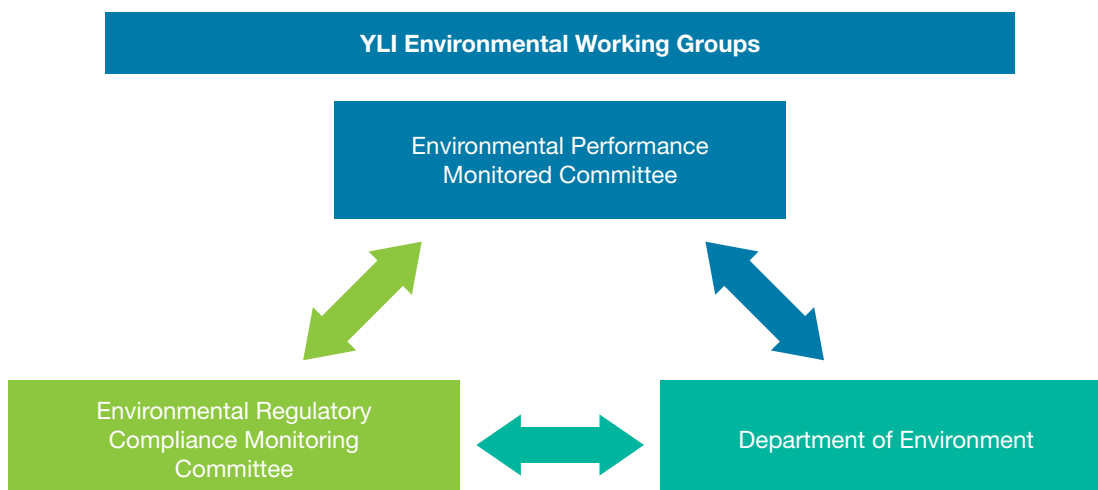 YLI Environmental Working Groups
Environmental Performance
Monitored Committee
Environmental Regulatory
Compliance Monitoring
Committee
Department of Environment